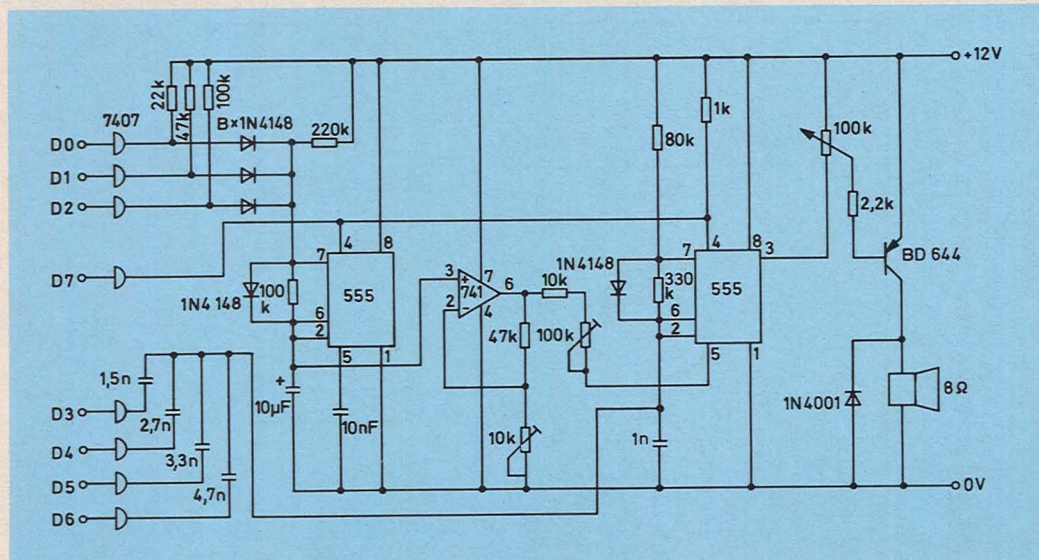 +12V
22k
47k
100k
7407
B×1N4148
220k
D0
D1
D2
D7
1N4148
100
k
7
4
8
555
6
2
5
1
+
10µF
10nF
3
2
+
−
741
7
4
6
10k
47k
100k
10k
80k
1k
1N4148
330
k
7
4
8
3
555
6
2
5
1
1n
100k
2,2k
BD 644
1N4001
8Ω
1,5n
D3
2,7n
D4
3,3n
D5
4,7n
D6
0V